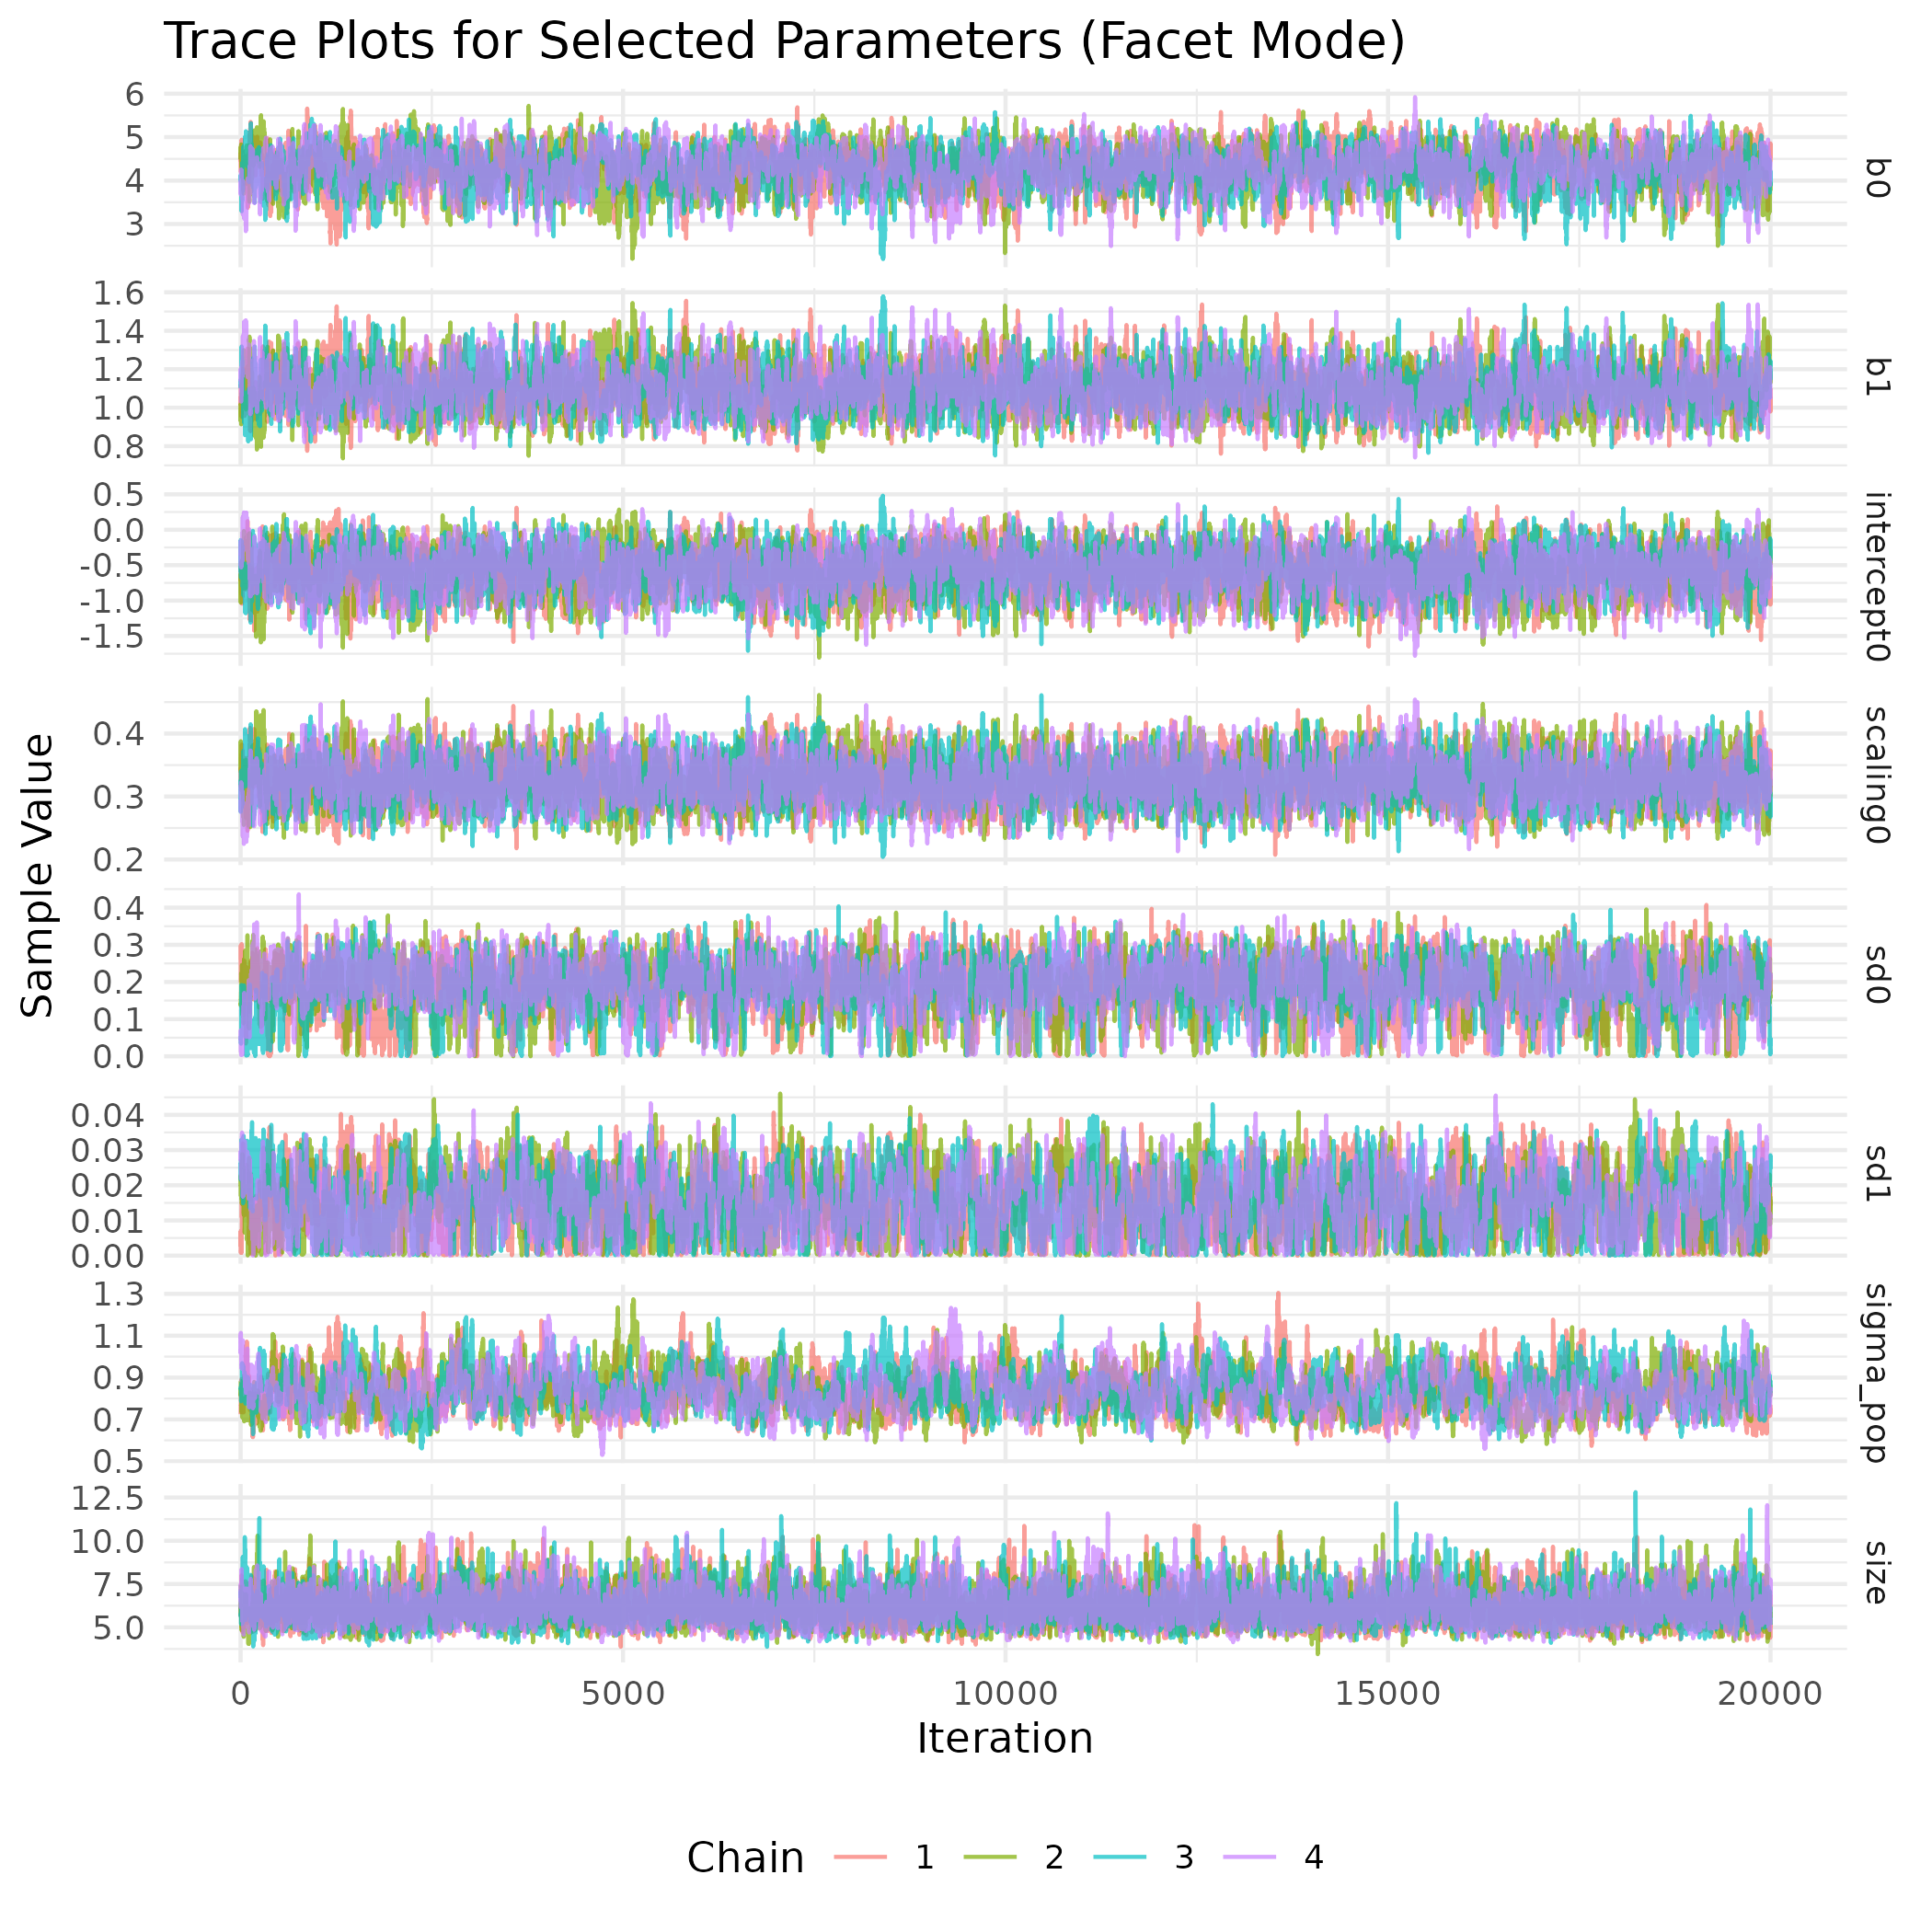 Trace Plots for Selected Parameters (Facet Mode)
Sample Value
6
5
4
3
b0
1.6
1.4
1.2
1.0
0.8
b1
0.5
0.0
-0.5
-1.0
-1.5
intercept0
0.4
0.3
0.2
scaling0
0.4
0.3
0.2
0.1
0.0
sd0
0.04
0.03
0.02
0.01
0.00
sd1
1.3
1.1
0.9
0.7
0.5
sigma_pop
12.5
10.0
7.5
5.0
size
0 5000 10000 15000 20000
Iteration
Chain 1 2 3 4